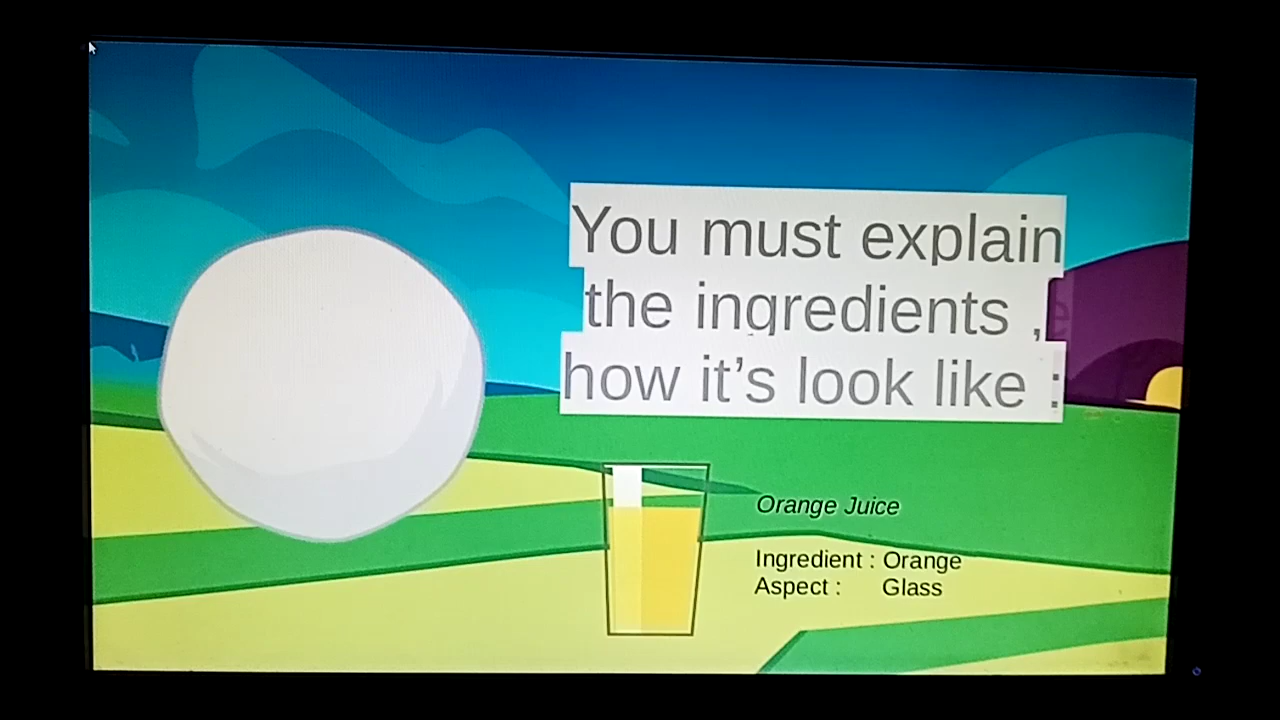 You must explain
the ingredients ,
how it’s look like :
Orange Juice
Ingredient : Orange
Aspect : Glass